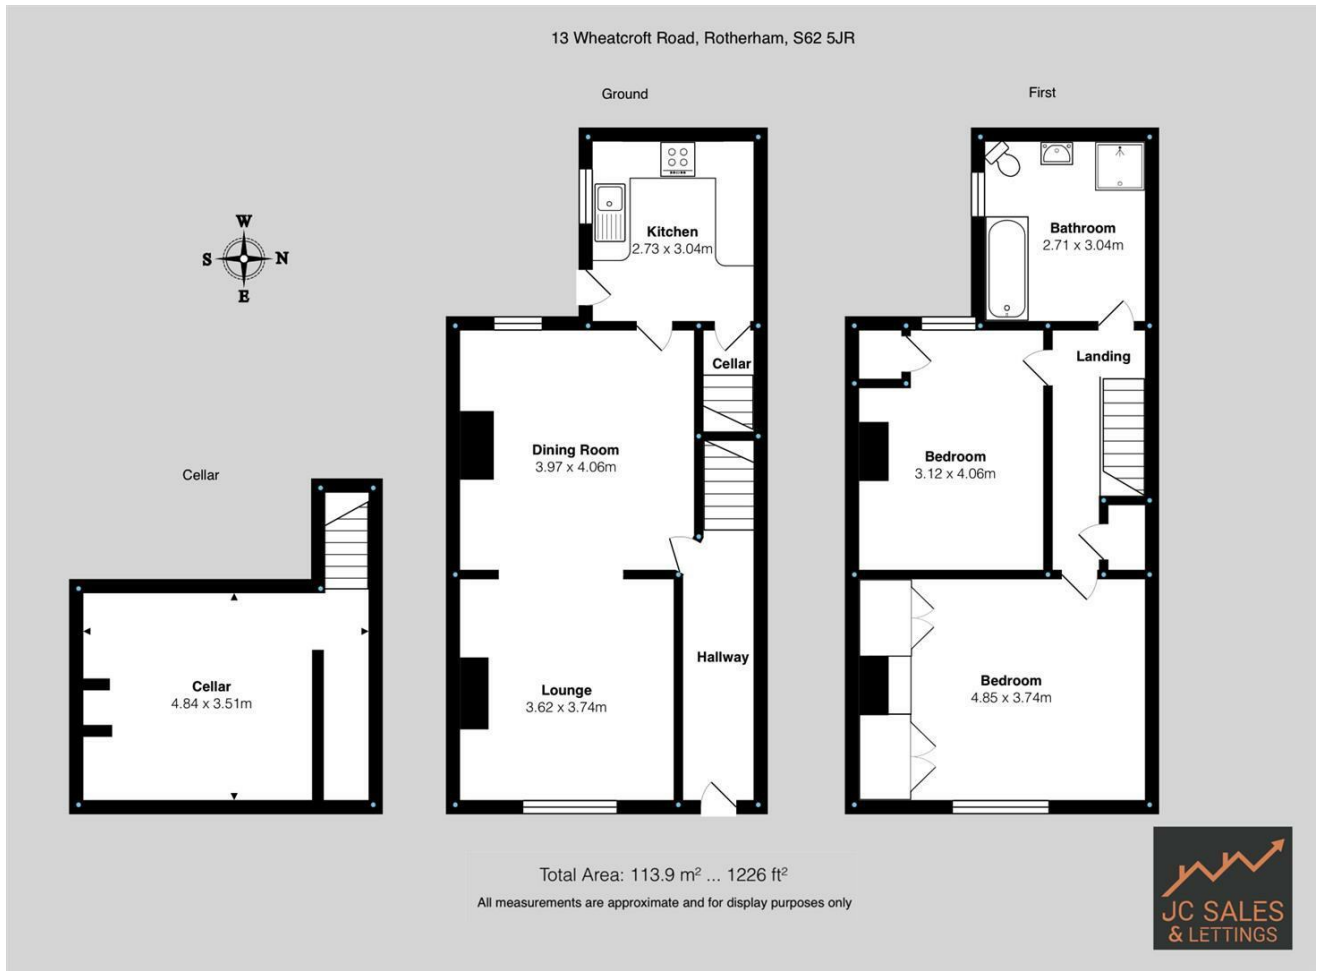 13 Wheatcroft Road, Rotherham, S62 5JR
Ground
First
W
S
N
E
Kitchen
2.73 x 3.04m
Bathroom
2.71 x 3.04m
Cellar
Landing
Dining Room
3.97 x 4.06m
Bedroom
3.12 x 4.06m
Cellar
Cellar
4.84 x 3.51m
Hallway
Lounge
3.62 x 3.74m
Bedroom
4.85 x 3.74m
Total Area: 113.9 m² ... 1226 ft²
All measurements are approximate and for display purposes only
JC SALES
& LETTINGS